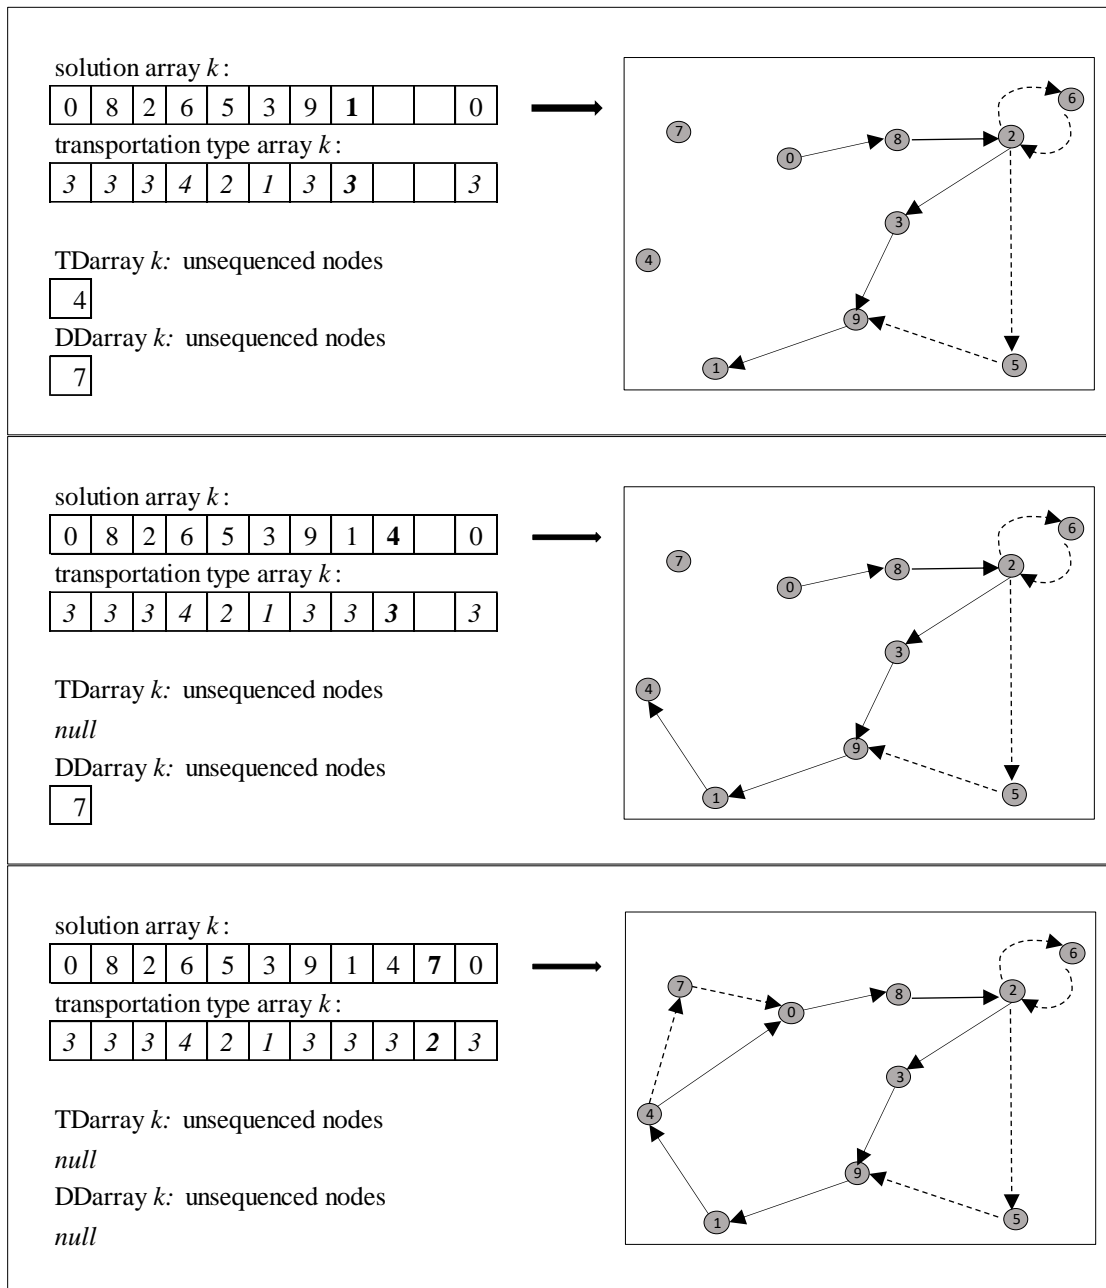 solution array k:
0 8 2 6 5 3 9 1 0
transportation type array k:
3 3 3 4 2 1 3 3 3
TDarray k: unsequenced nodes
4
DDarray k: unsequenced nodes
7
6
2
8
7
0
3
4
9
5
1
solution array k:
0 8 2 6 5 3 9 1 4 0
transportation type array k:
3 3 3 4 2 1 3 3 3 3
TDarray k: unsequenced nodes
null
DDarray k: unsequenced nodes
7
6
2
8
7
0
3
4
9
5
1
solution array k:
0 8 2 6 5 3 9 1 4 7 0
transportation type array k:
3 3 3 4 2 1 3 3 3 2 3
TDarray k: unsequenced nodes
null
DDarray k: unsequenced nodes
null
6
2
8
7
0
3
4
9
5
1